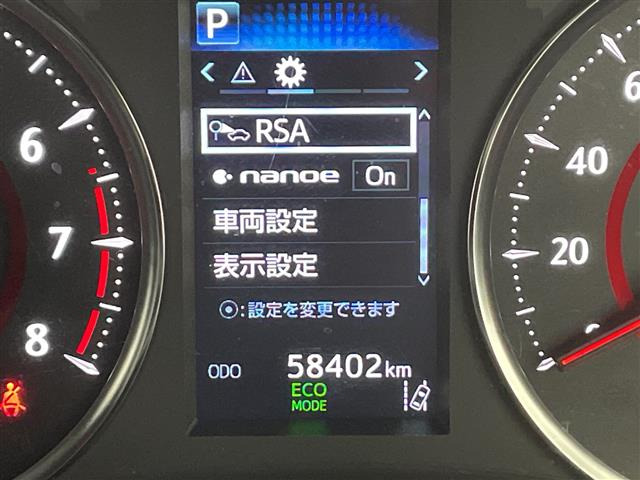 P
RSA
nanoe On
車両設定
表示設定
⦿:設定を変更できます
ODO 58402km
ECO
MODE
6
7
8
40
20